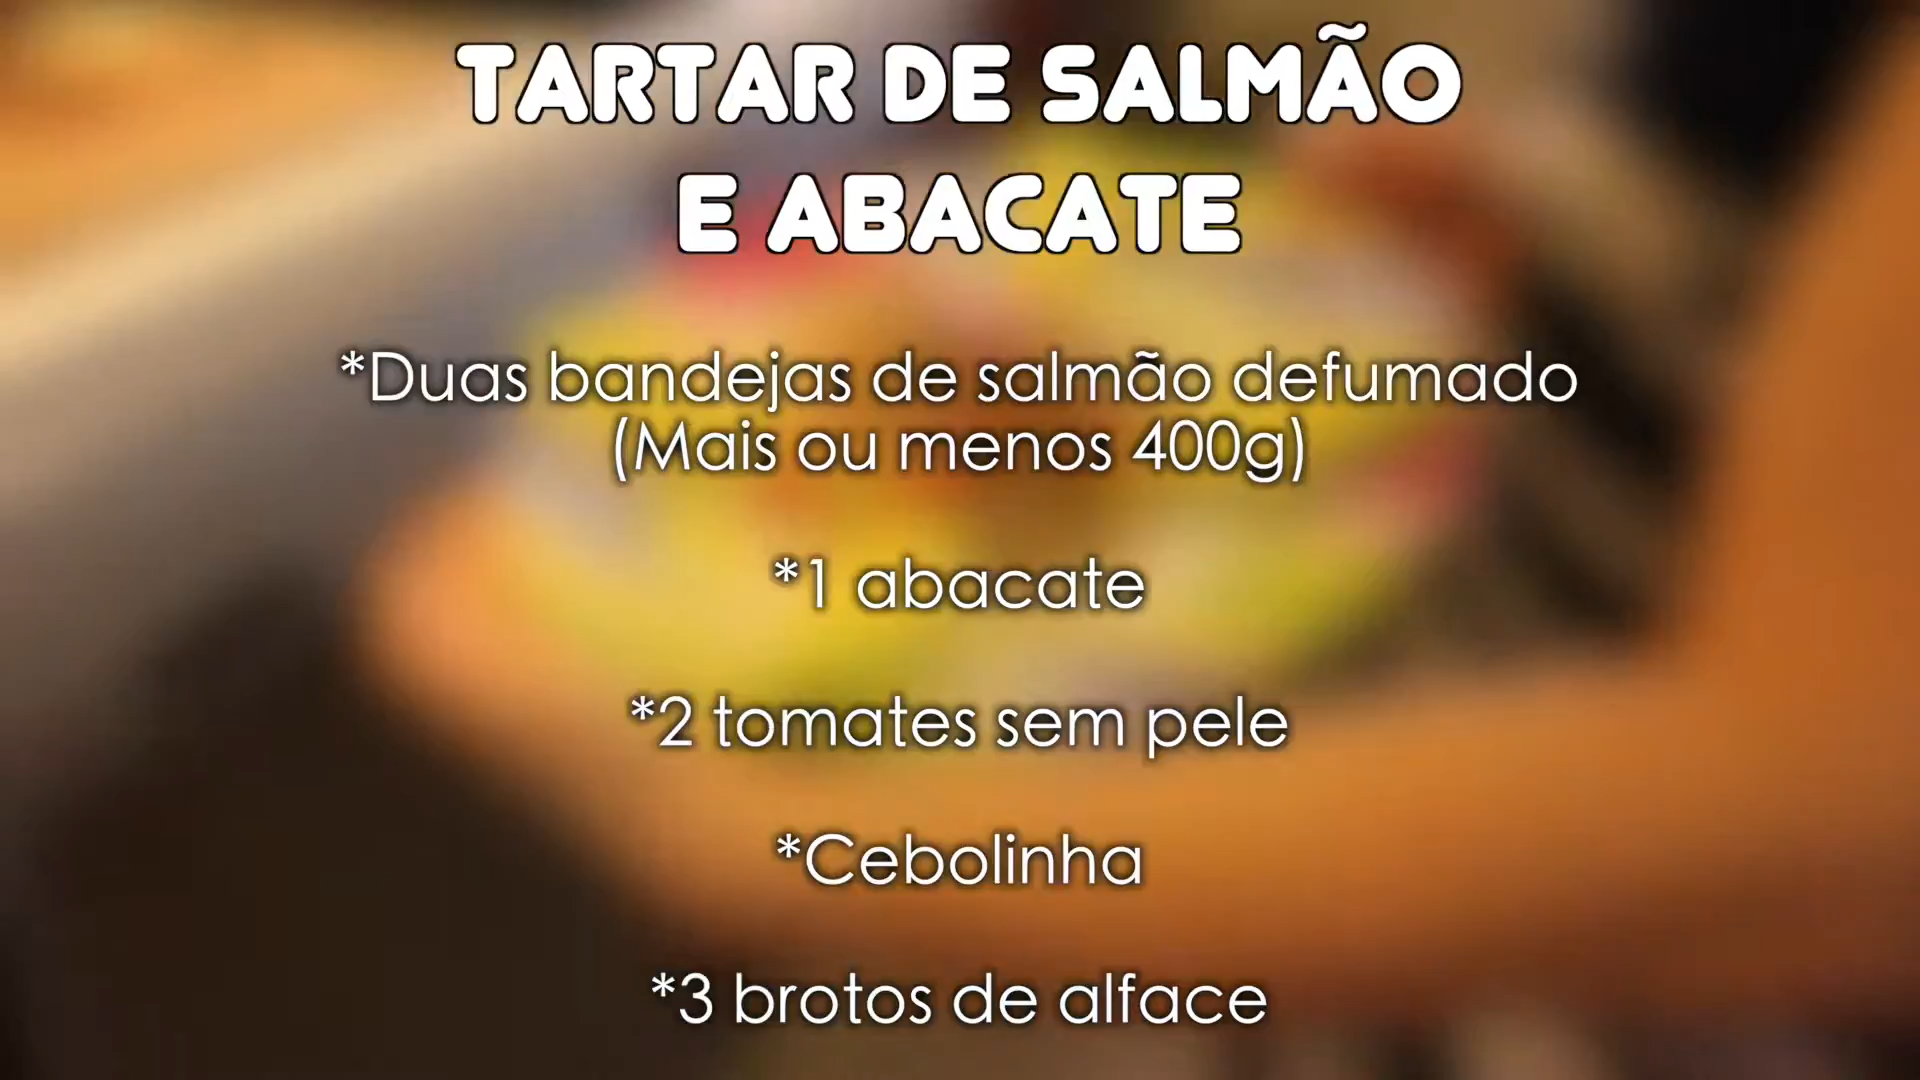 TARTAR DE SALMÃO
E ABACATE
*Duas bandejas de salmão defumado
(Mais ou menos 400g)
*1 abacate
*2 tomates sem pele
*Cebolinha
*3 brotos de alface